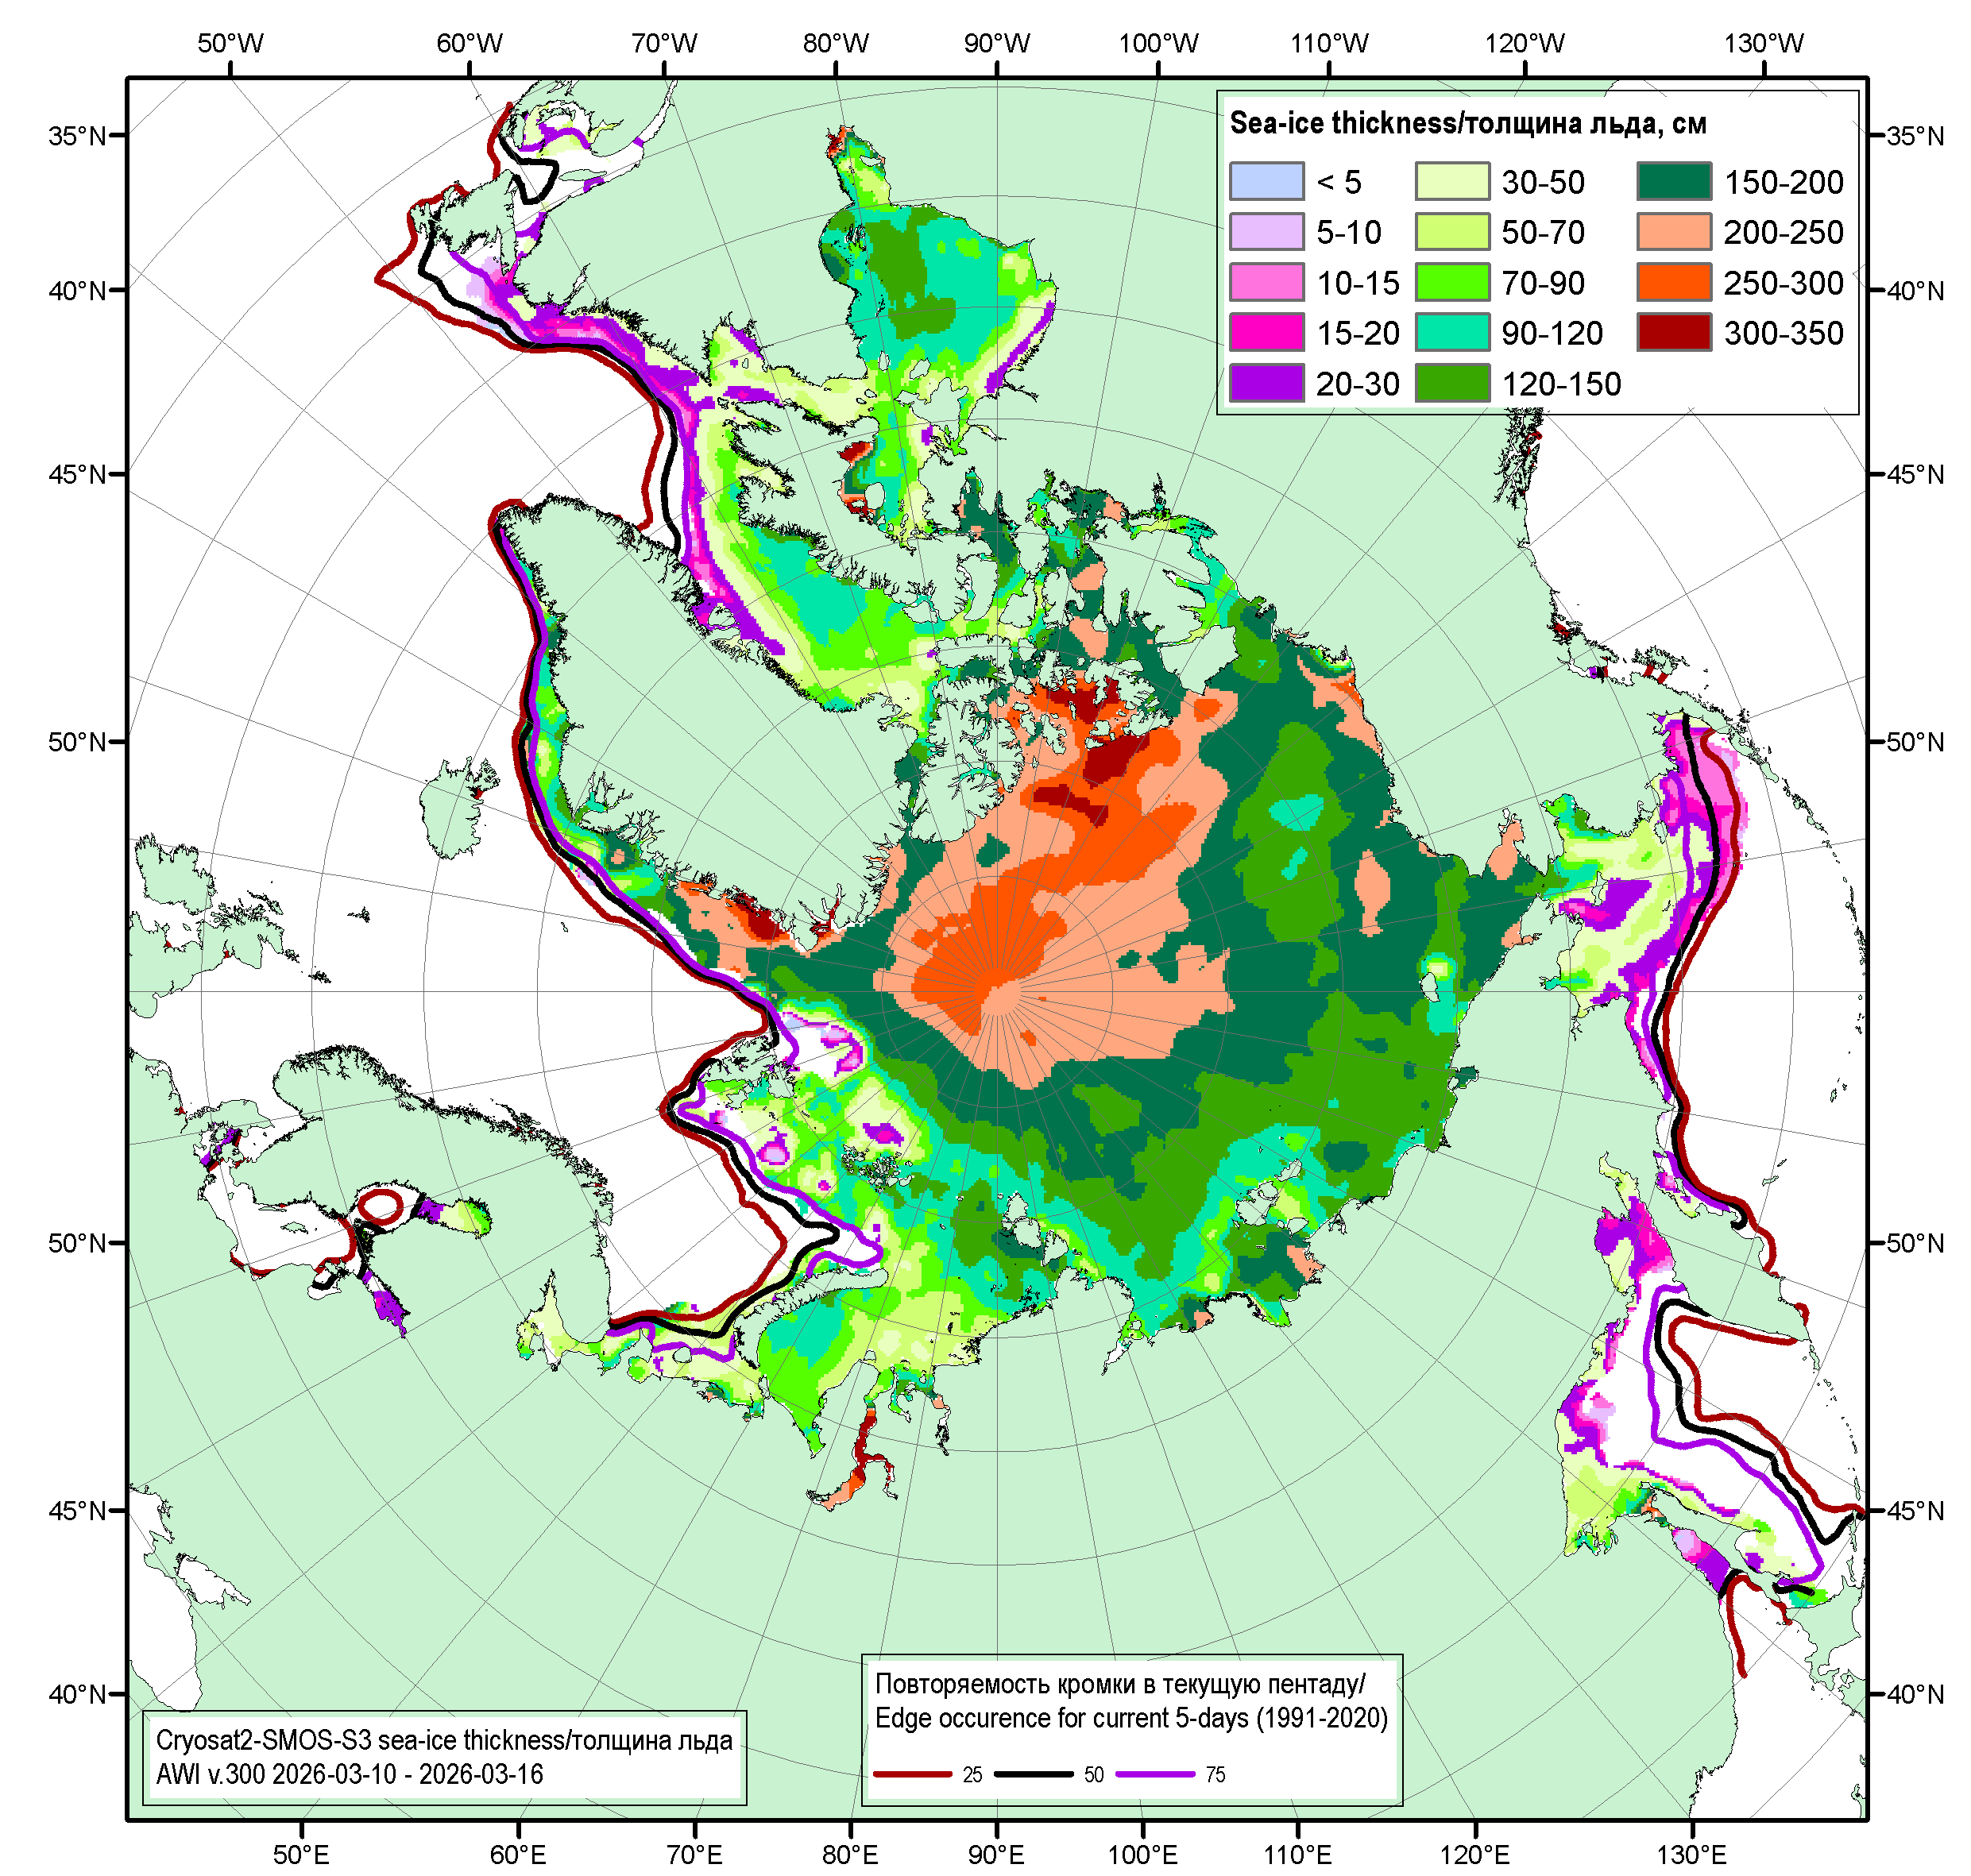 50°W 60°W 70°W 80°W 90°W 100°W 110°W 120°W 130°W
35°N 35°N
Sea-ice thickness/толщина льда, см
< 5 30-50 150-200
5-10 50-70 200-250
10-15 70-90 250-300
15-20 90-120 300-350
20-30 120-150
40°N 40°N
45°N 45°N
50°N 50°N
50°N 50°N
45°N 45°N
40°N 40°N
Повторяемость кромки в текущую пентаду/
Edge occurence for current 5-days (1991-2020)
25 50 75
Cryosat2-SMOS-S3 sea-ice thickness/толщина льда
AWI v.300 2026-03-10 - 2026-03-16
50°E 60°E 70°E 80°E 90°E 100°E 110°E 120°E 130°E